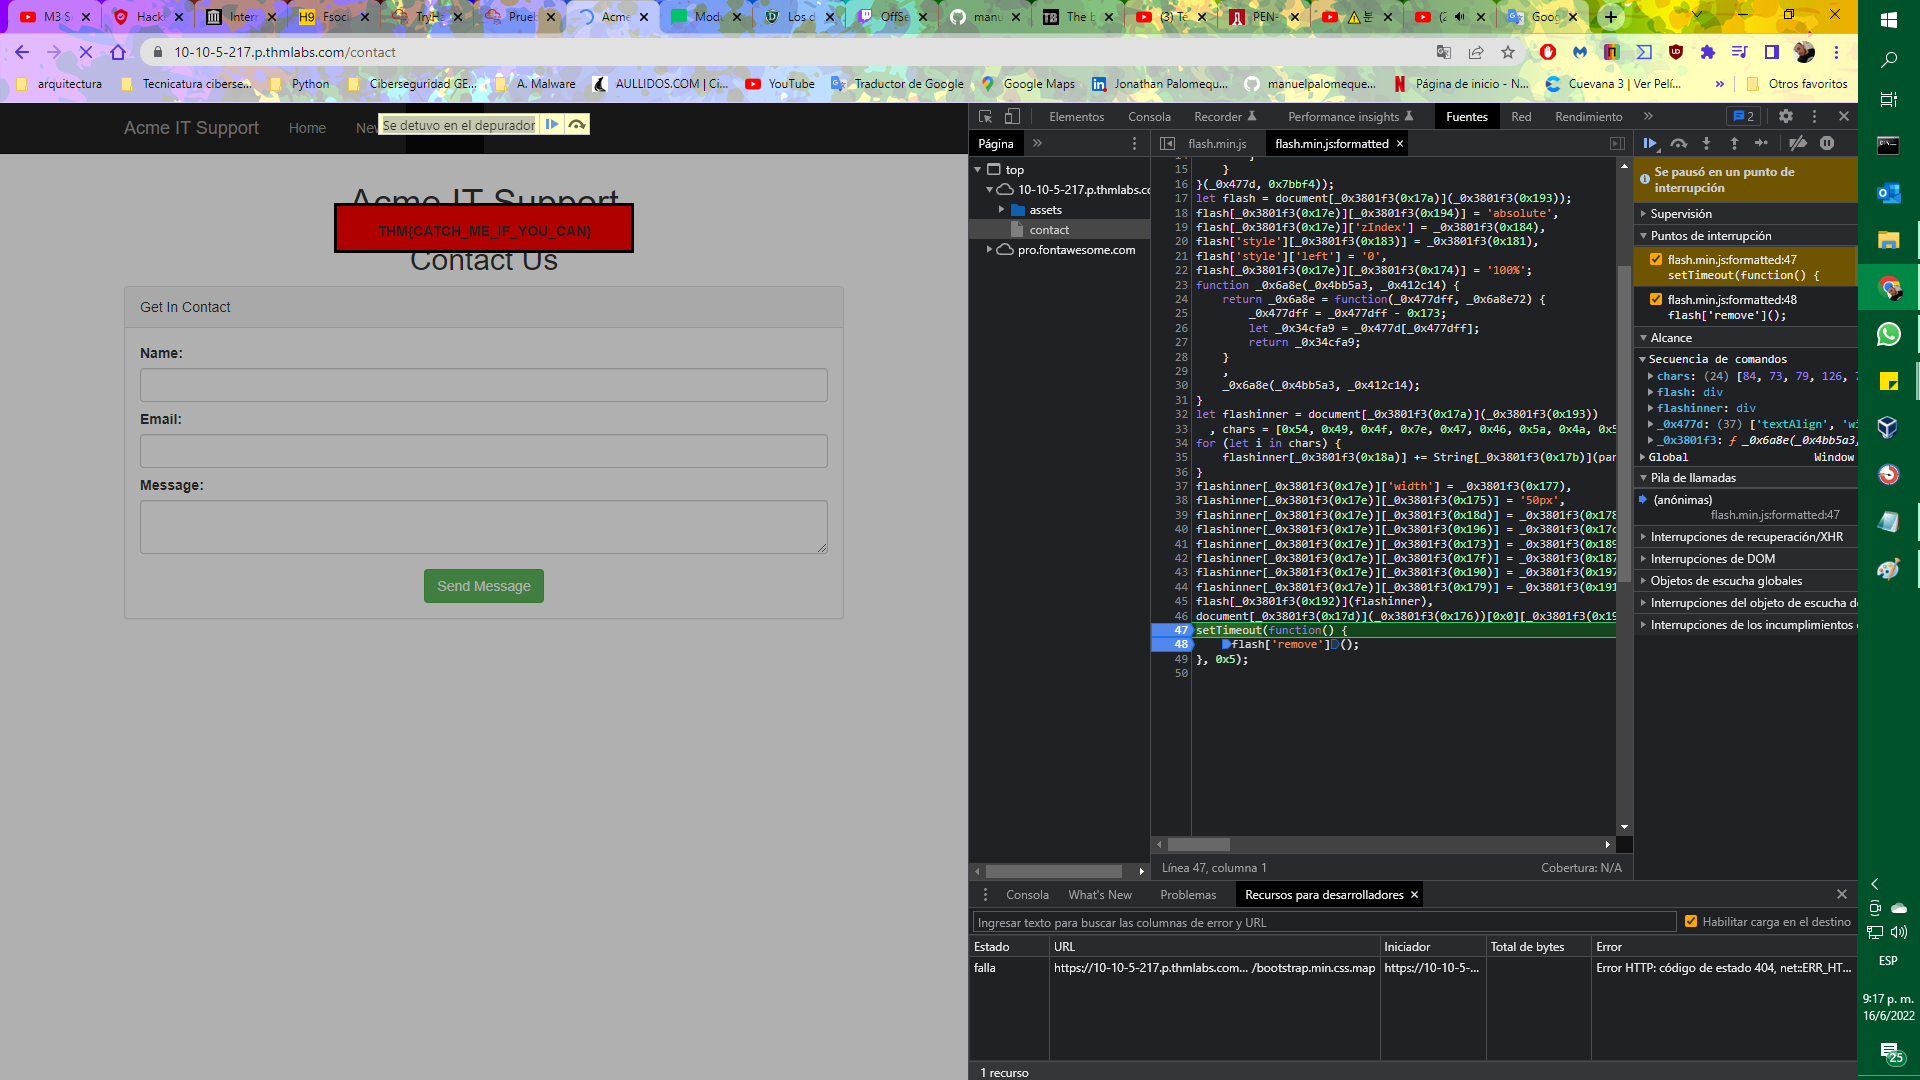 M3 S
Hack
Interr
H9 Fsoci
TryHa
Prueb
Acme
Modu
Los d
OffSe
manu
TB The b
(3) Te
PEN-
(2
Goog
10-10-5-217.p.thmlabs.com/contact
arquitectura
Tecnicatura ciberse...
Python
Ciberseguridad GE...
A. Malware
AULLIDOS.COM | Ci...
YouTube
Traductor de Google
Google Maps
Jonathan Palomequ...
manuelpalomeque...
Página de inicio - N...
Cuevana 3 | Ver Pelí...
»
Otros favoritos
Acme IT Support
Home
New
Se detuvo en el depurador
Acme IT Support
THM{CATCH_ME_IF_YOU_CAN}
Contact Us
Get In Contact
Name:
Email:
Message:
Send Message
Elementos
Consola
Recorder
Performance insights
Fuentes
Red
Rendimiento
»
2
Página
»
flash.min.js
flash.min.js:formatted
top
10-10-5-217.p.thmlabs.co
assets
contact
pro.fontawesome.com
15 }
16 }(_0x477d, 0x7bbf4));
17 let flash = document[_0x3801f3(0x17a)](_0x3801f3(0x193));
18 flash[_0x3801f3(0x17e)][_0x3801f3(0x194)] = 'absolute',
19 flash[_0x3801f3(0x17e)]['zIndex'] = _0x3801f3(0x184),
20 flash['style'][_0x3801f3(0x183)] = _0x3801f3(0x181),
21 flash['style']['left'] = '0',
22 flash[_0x3801f3(0x17e)][_0x3801f3(0x174)] = '100%';
23 function _0x6a8e(_0x4bb5a3, _0x412c14) {
24 return _0x6a8e = function(_0x477dff, _0x6a8e72) {
25 _0x477dff = _0x477dff - 0x173;
26 let _0x34cfa9 = _0x477d[_0x477dff];
27 return _0x34cfa9;
28 }
29 ,
30 _0x6a8e(_0x4bb5a3, _0x412c14);
31 }
32 let flashinner = document[_0x3801f3(0x17a)](_0x3801f3(0x193))
33 , chars = [0x54, 0x49, 0x4f, 0x7e, 0x47, 0x46, 0x5a, 0x4a, 0x5
34 for (let i in chars) {
35 flashinner[_0x3801f3(0x18a)] += String[_0x3801f3(0x17b)](par
36 }
37 flashinner[_0x3801f3(0x17e)]['width'] = _0x3801f3(0x177),
38 flashinner[_0x3801f3(0x17e)][_0x3801f3(0x175)] = '50px',
39 flashinner[_0x3801f3(0x17e)][_0x3801f3(0x18d)] = _0x3801f3(0x178
40 flashinner[_0x3801f3(0x17e)][_0x3801f3(0x196)] = _0x3801f3(0x17c
41 flashinner[_0x3801f3(0x17e)][_0x3801f3(0x173)] = _0x3801f3(0x189
42 flashinner[_0x3801f3(0x17e)][_0x3801f3(0x17f)] = _0x3801f3(0x187
43 flashinner[_0x3801f3(0x17e)][_0x3801f3(0x190)] = _0x3801f3(0x197
44 flashinner[_0x3801f3(0x17e)][_0x3801f3(0x179)] = _0x3801f3(0x191
45 flash[_0x3801f3(0x192)](flashinner),
46 document[_0x3801f3(0x17d)](_0x3801f3(0x176))[0x0][_0x3801f3(0x19
47 setTimeout(function() {
48 flash['remove']();
49 }, 0x5);
50
Línea 47, columna 1
Cobertura: N/A
Se pausó en un punto de
interrupción
Supervisión
Puntos de interrupción
flash.min.js:formatted:47
setTimeout(function() {
flash.min.js:formatted:48
flash['remove']();
Alcance
Secuencia de comandos
chars: (24) [84, 73, 79, 126, 7
flash: div
flashinner: div
_0x477d: (37) ['textAlign', 'wi
_0x3801f3: ƒ _0x6a8e(_0x4bb5a3,
Global
Window
Pila de llamadas
(anónimas)
flash.min.js:formatted:47
Interrupciones de recuperación/XHR
Interrupciones de DOM
Objetos de escucha globales
Interrupciones del objeto de escucha de
Interrupciones de los incumplimientos
Consola
What's New
Problemas
Recursos para desarrolladores
Ingresar texto para buscar las columnas de error y URL
Habilitar carga en el destino
Estado
URL
Iniciador
Total de bytes
Error
falla
https://10-10-5-217.p.thmlabs.com... /bootstrap.min.css.map
https://10-10-5-...
Error HTTP: código de estado 404, net::ERR_HT...
1 recurso
ESP
9:17 p. m.
16/6/2022
25